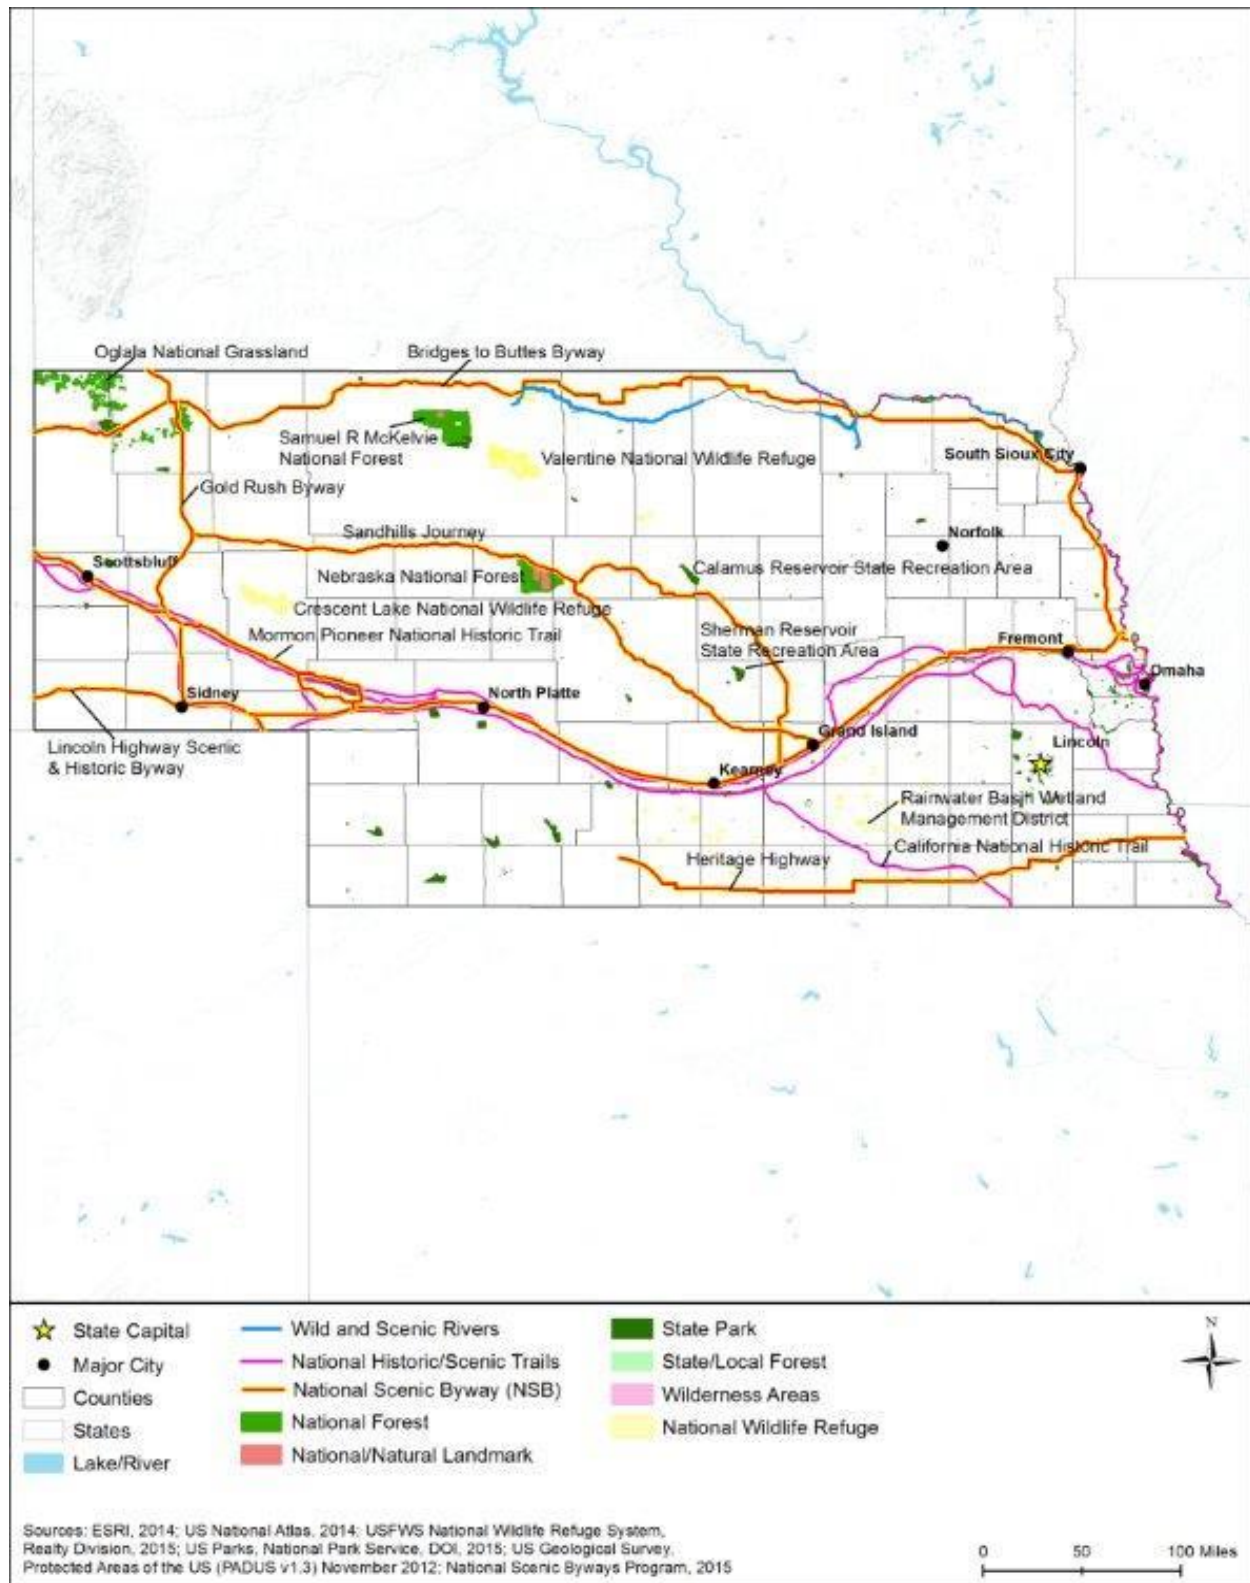 Oglala National Grassland
Bridges to Buttes Byway
Samuel R McKelvie
National Forest
Valentine National Wildlife Refuge
South Sioux City
Gold Rush Byway
Sandhills Journey
Norfolk
Scottsbluff
Nebraska National Forest
Calamus Reservoir State Recreation Area
Crescent Lake National Wildlife Refuge
Mormon Pioneer National Historic Trail
Sherman Reservoir
State Recreation Area
Fremont
Omaha
Sidney
North Platte
Grand Island
Lincoln
Lincoln Highway Scenic
& Historic Byway
Kearney
Rainwater Basin Wetland
Management District
California National Historic Trail
Heritage Highway
State Capital
Major City
Counties
States
Lake/River
Wild and Scenic Rivers
National Historic/Scenic Trails
National Scenic Byway (NSB)
National Forest
National/Natural Landmark
State Park
State/Local Forest
Wilderness Areas
National Wildlife Refuge
N
Sources: ESRI, 2014; US National Atlas, 2014; USFWS National Wildlife Refuge System,
Realty Division, 2015; US Parks, National Park Service, DOI, 2015; US Geological Survey,
Protected Areas of the US (PADUS v1.3) November 2012; National Scenic Byways Program, 2015
0 50 100 Miles